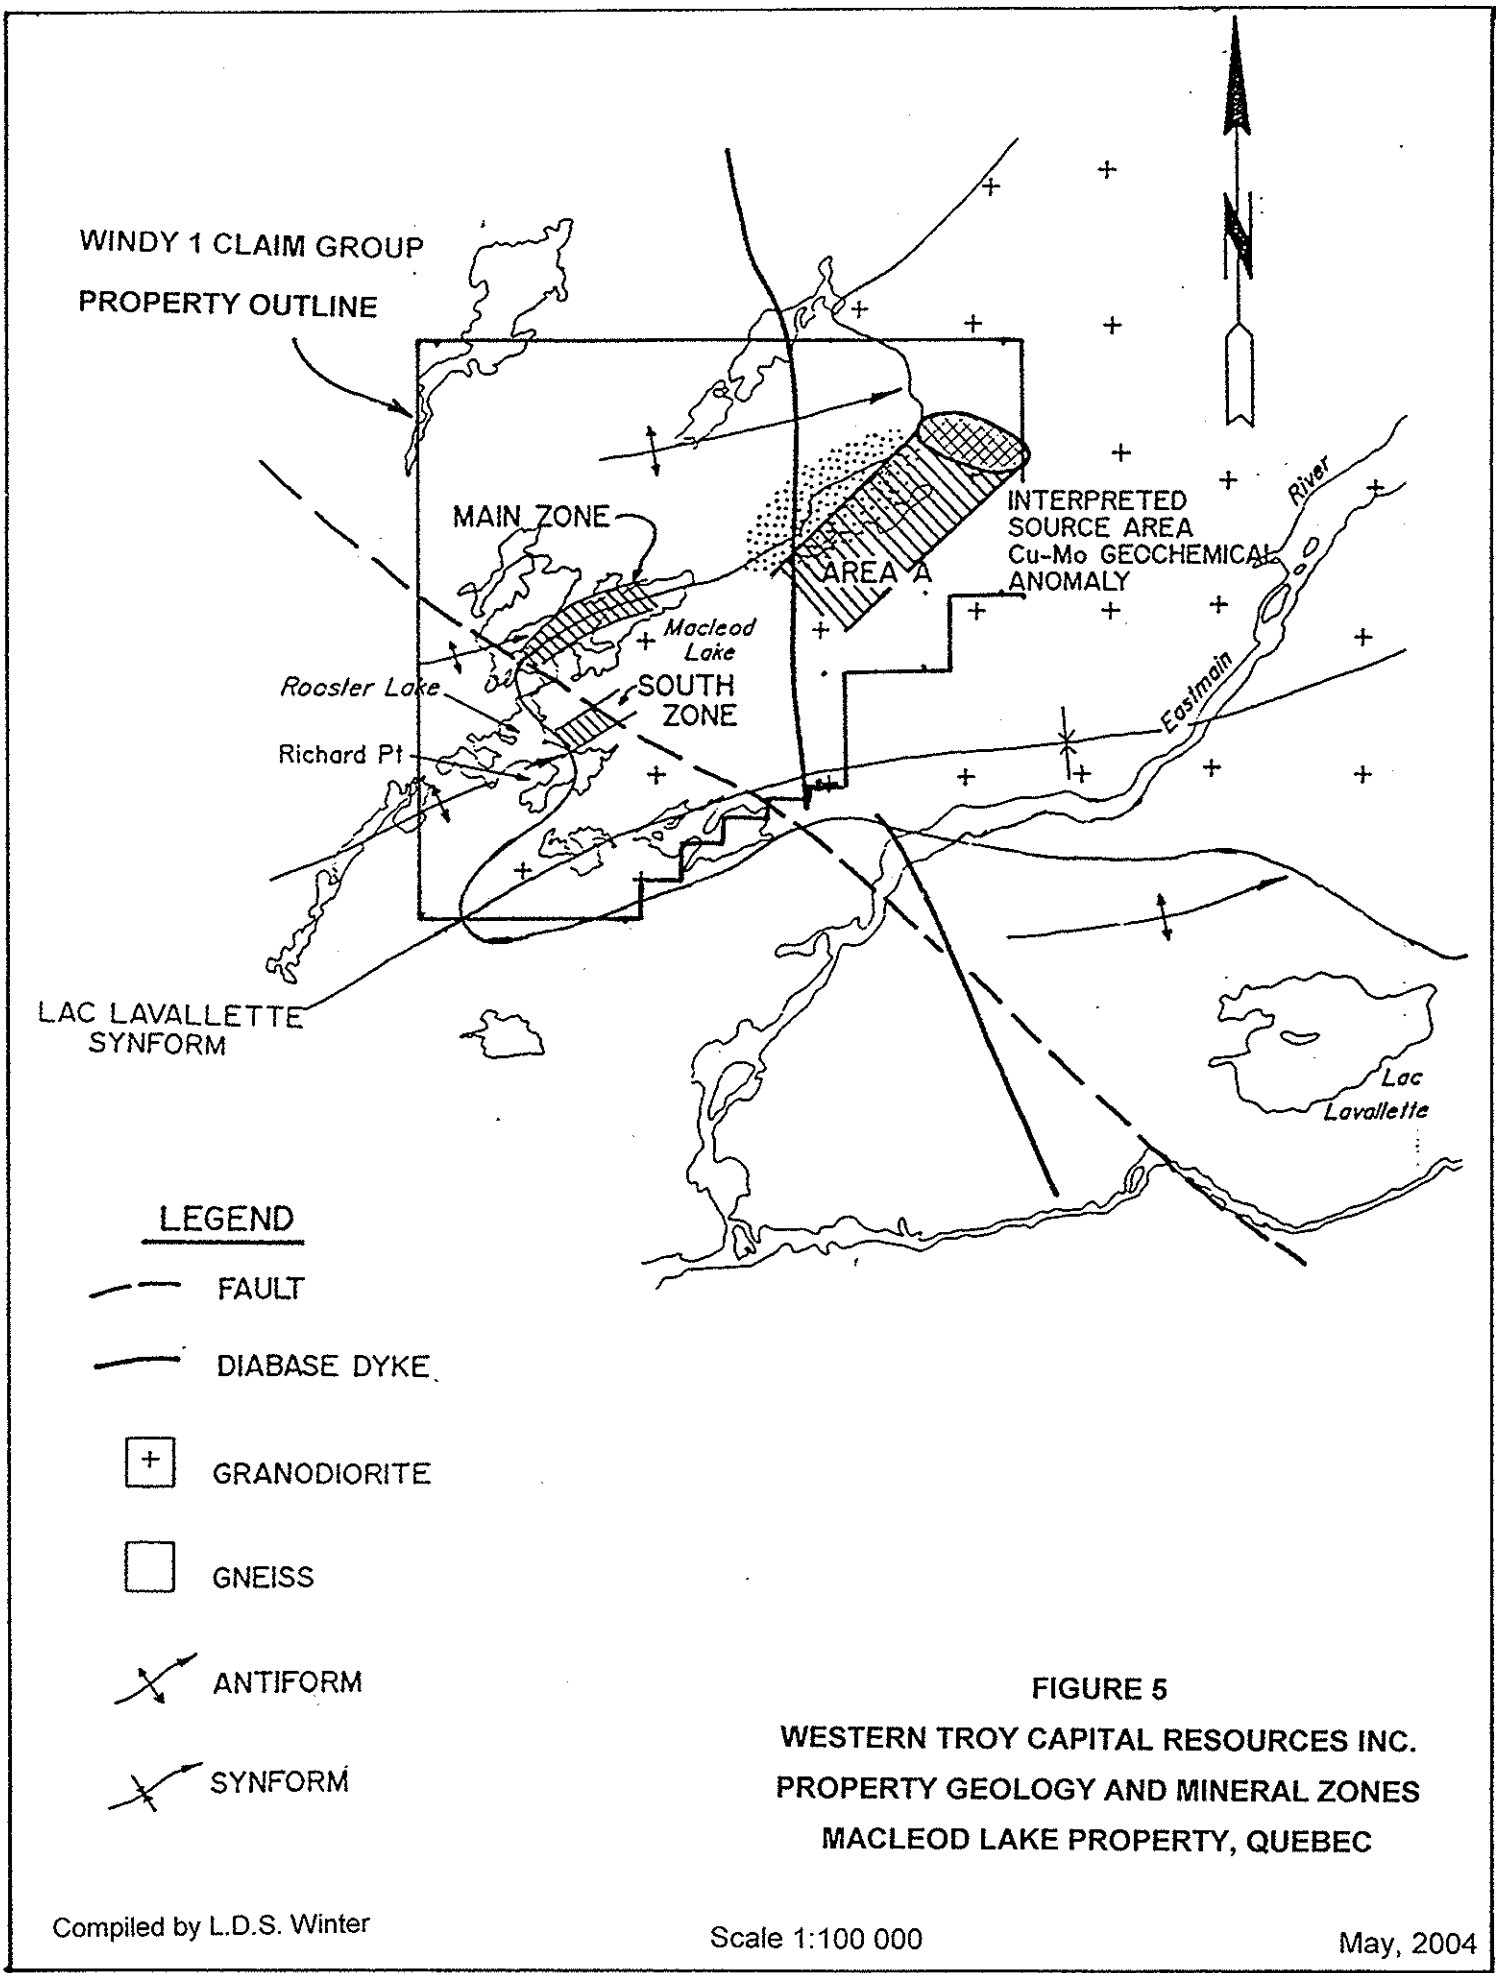 WINDY 1 CLAIM GROUP
PROPERTY OUTLINE
N
MAIN ZONE
INTERPRETED
SOURCE AREA
Cu-Mo GEOCHEMICAL
ANOMALY
AREA A
River
Macleod
Lake
Rooster Lake
SOUTH
ZONE
Eastmain
Richard Pt
LAC LAVALLETTE
SYNFORM
Lac
Lavallette
LEGEND
FAULT
DIABASE DYKE
GRANODIORITE
GNEISS
ANTIFORM
SYNFORM
FIGURE 5
WESTERN TROY CAPITAL RESOURCES INC.
PROPERTY GEOLOGY AND MINERAL ZONES
MACLEOD LAKE PROPERTY, QUEBEC
Compiled by L.D.S. Winter
Scale 1:100 000
May, 2004